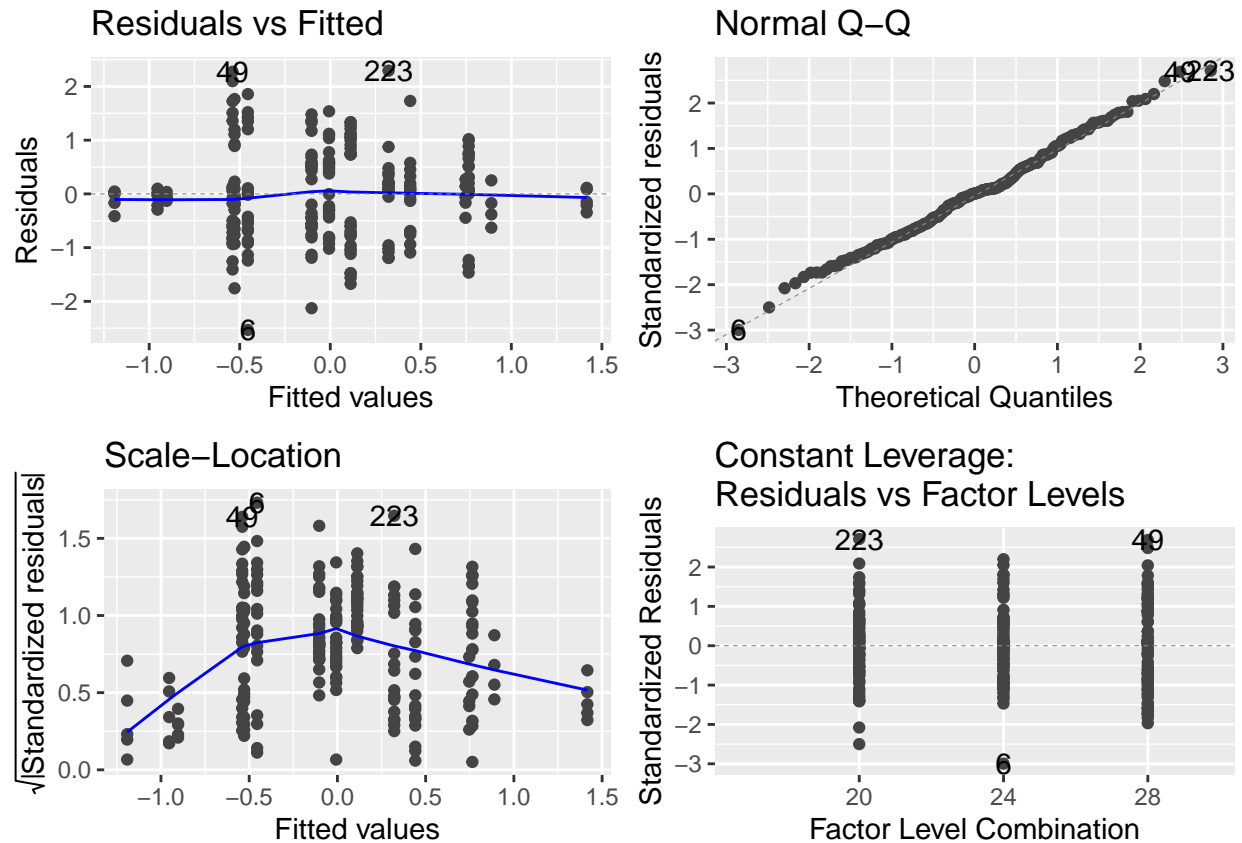 Residuals vs Fitted
49
223
2
1
0
−1
−2
6
−1.0 −0.5 0.0 0.5 1.0 1.5
Fitted values
Residuals
Normal Q−Q
49
223
2
1
0
−1
−2
−3
6
−3 −2 −1 0 1 2 3
Theoretical Quantiles
Standardized residuals
Scale−Location
6
49
223
1.5
1.0
0.5
0.0
−1.0 −0.5 0.0 0.5 1.0 1.5
Fitted values
√|Standardized residuals|
Constant Leverage:
Residuals vs Factor Levels
223
49
2
1
0
−1
−2
−3
6
20 24 28
Factor Level Combination
Standardized Residuals